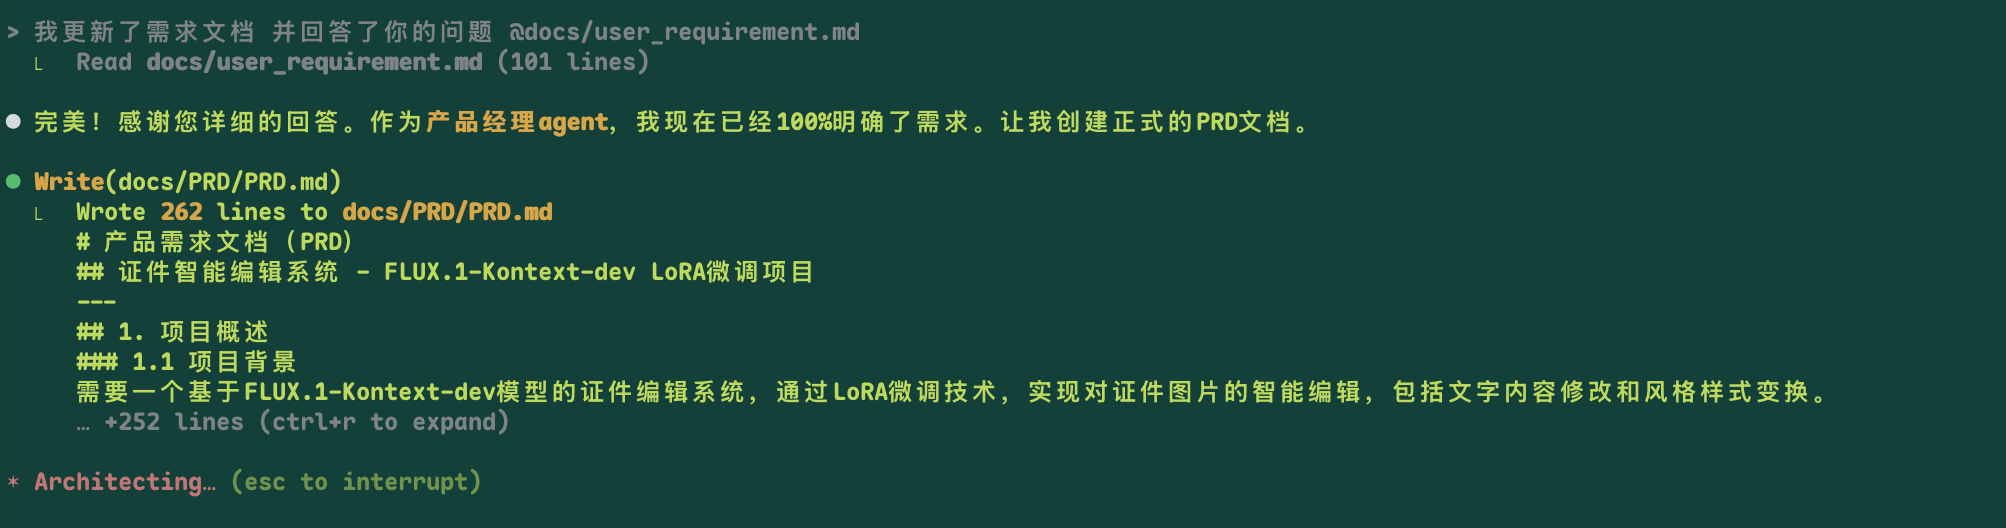 > 我更新了需求文档 并回答了你的问题 @docs/user_requirement.md
└ Read docs/user_requirement.md (101 lines)
● 完美！感谢您详细的回答。作为产品经理agent，我现在已经100%明确了需求。让我创建正式的PRD文档。
● Write(docs/PRD/PRD.md)
└ Wrote 262 lines to docs/PRD/PRD.md
# 产品需求文档（PRD）
## 证件智能编辑系统 - FLUX.1-Kontext-dev LoRA微调项目
---
## 1. 项目概述
### 1.1 项目背景
需要一个基于FLUX.1-Kontext-dev模型的证件编辑系统，通过LoRA微调技术，实现对证件图片的智能编辑，包括文字内容修改和风格样式变换。
… +252 lines (ctrl+r to expand)
✶ Architecting… (esc to interrupt)